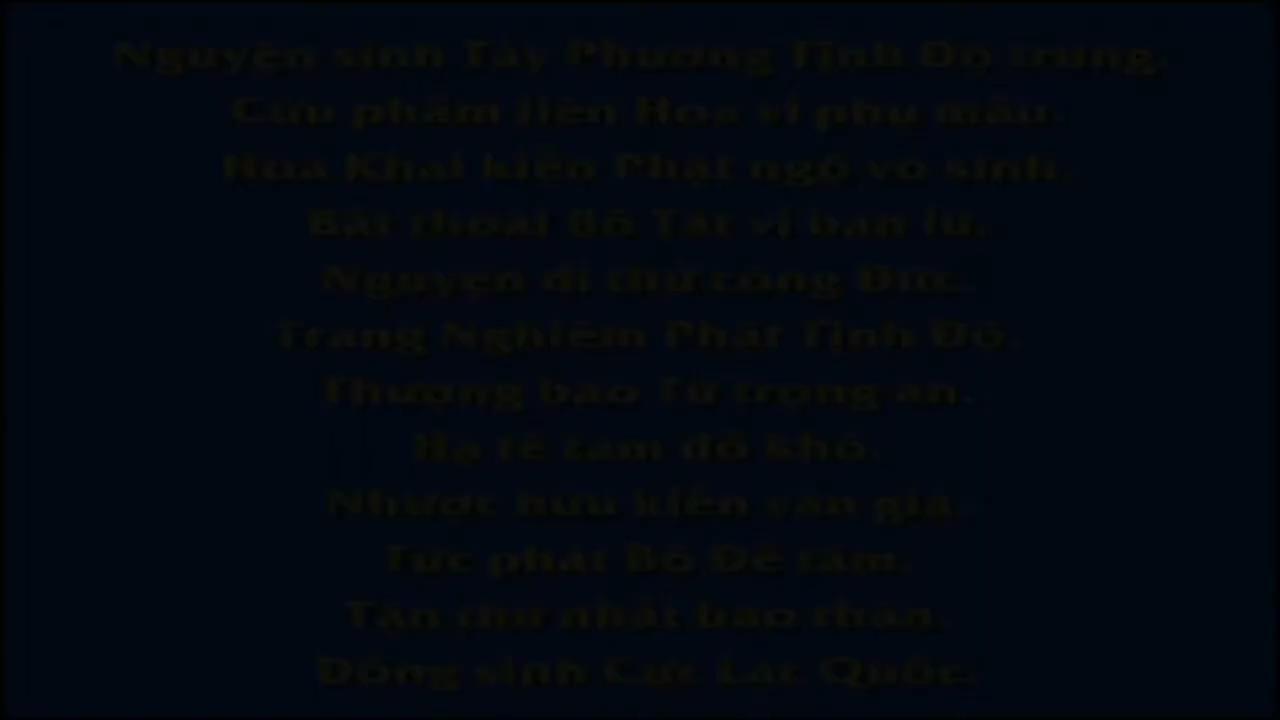 Nguyện sinh Tây Phương Tịnh Độ trung.
Cửu phẩm liên Hoa vi phụ mẫu.
Hoa Khai kiến Phật ngộ vô sinh.
Bất thoái Bồ Tát vi bạn lữ.
Nguyện dĩ thử công Đức.
Trang Nghiêm Phật Tịnh Độ.
Thượng báo Tứ trọng ân.
Hạ tế tam đồ khổ.
Nhược hữu kiến văn giả.
Tức phát Bồ Đề tâm.
Tận thử nhất báo thân.
Đồng sinh Cực Lạc Quốc.